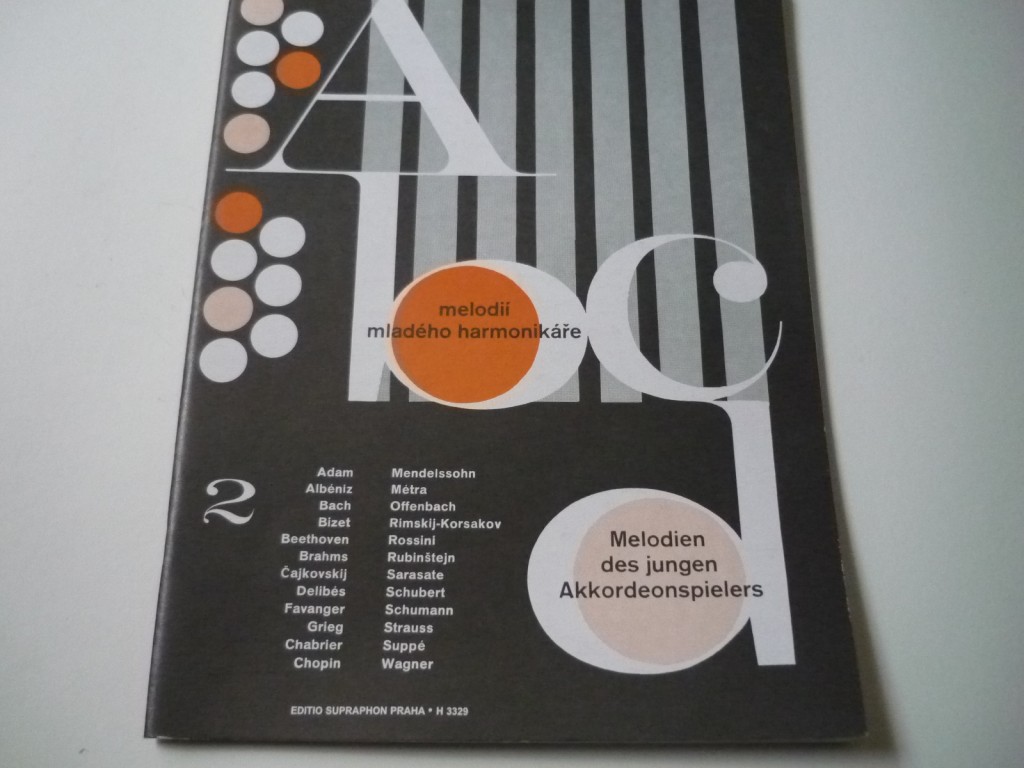 A
b c
d
melodií
mladého harmonikáře
2
Adam
Albéniz
Bach
Bizet
Beethoven
Brahms
Čajkovskij
Delibés
Favanger
Grieg
Chabrier
Chopin
Mendelssohn
Métra
Offenbach
Rimskij-Korsakov
Rossini
Rubinštejn
Sarasate
Schubert
Schumann
Strauss
Suppé
Wagner
Melodien
des jungen
Akkordeonspielers
EDITIO SUPRAPHON PRAHA • H 3329